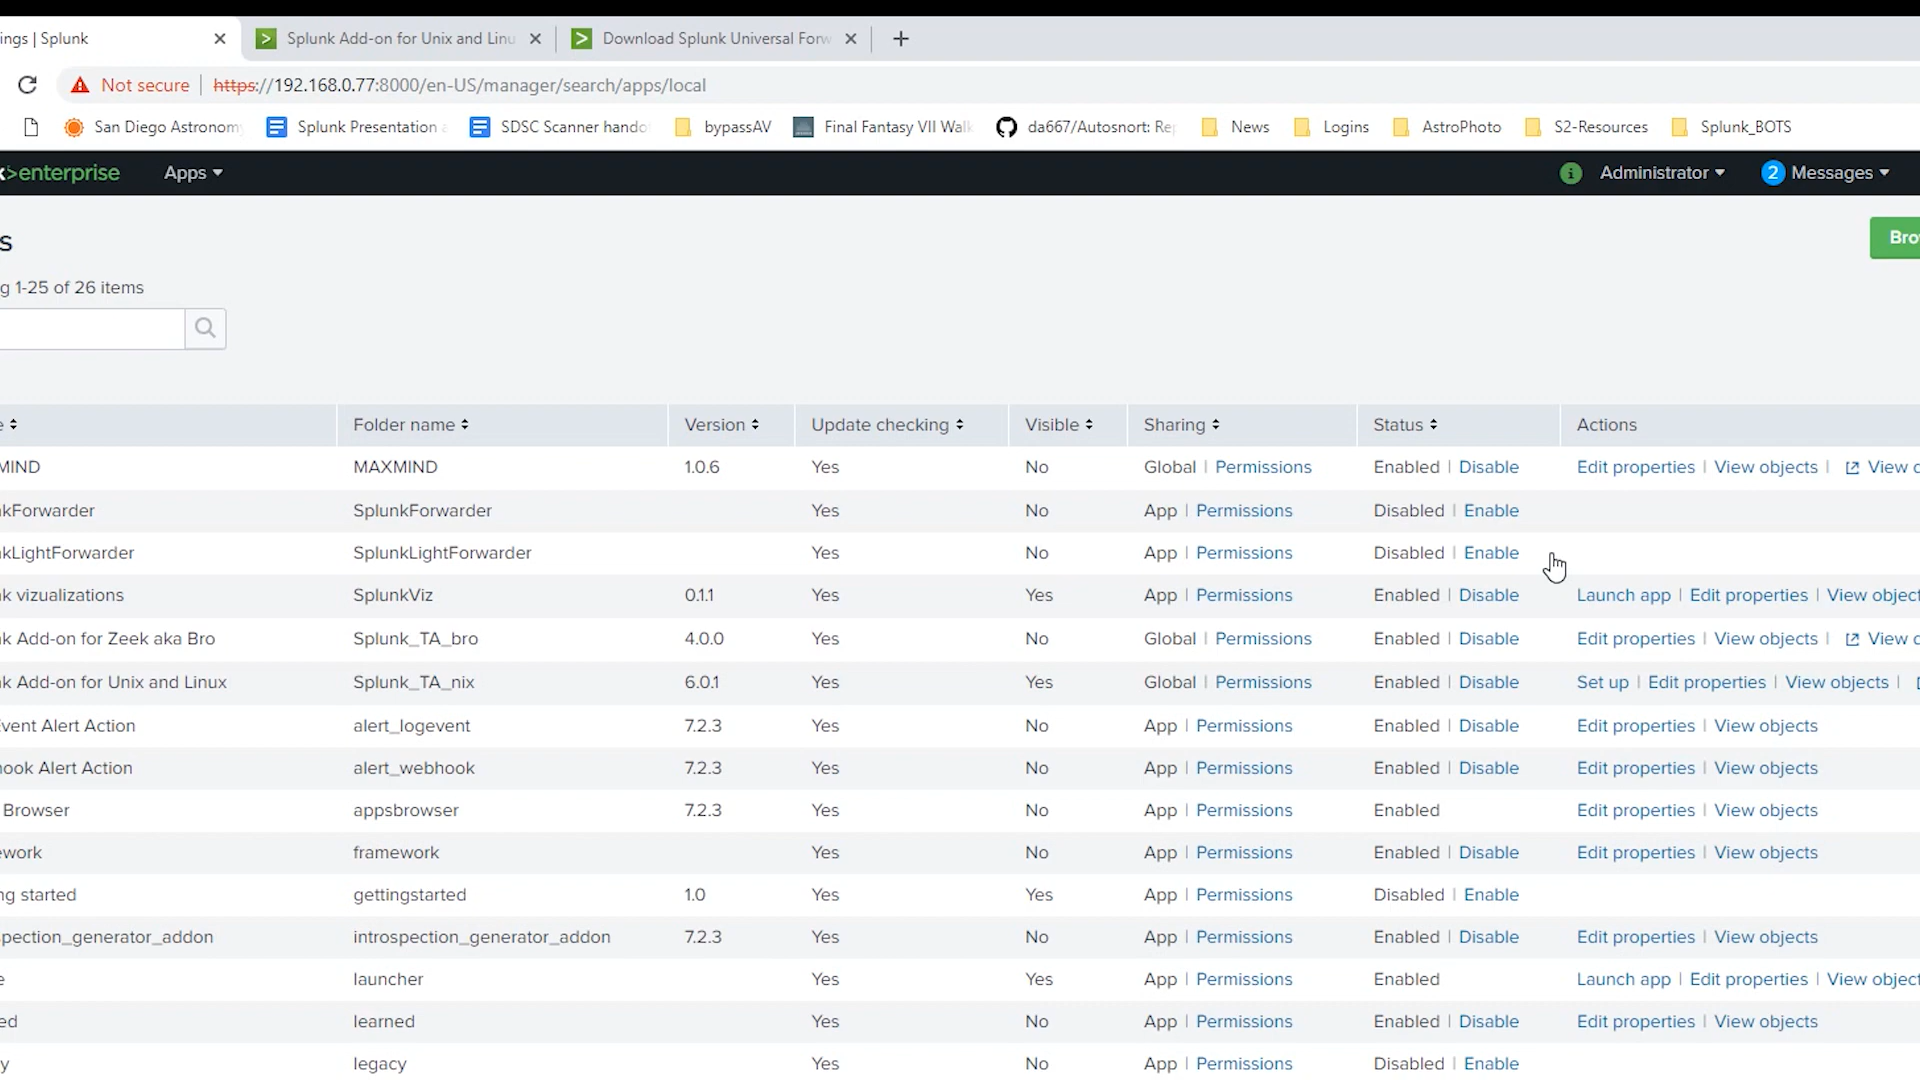 ings | Splunk
Splunk Add-on for Unix and Linu
Download Splunk Universal Forw
Not secure | https://192.168.0.77:8000/en-US/manager/search/apps/local
San Diego Astronom
Splunk Presentation a
SDSC Scanner hando
bypassAV
Final Fantasy VII Walk
da667/Autosnort: Re
News
Logins
AstroPhoto
S2-Resources
Splunk_BOTS
k>enterprise Apps i Administrator 2 Messages
s
Bro
g 1-25 of 26 items
e Folder name Version Update checking Visible Sharing Status Actions
MIND MAXMIND 1.0.6 Yes No Global | Permissions Enabled | Disable Edit properties | View objects | View
kForwarder SplunkForwarder Yes No App | Permissions Disabled | Enable
kLightForwarder SplunkLightForwarder Yes No App | Permissions Disabled | Enable
k vizualizations SplunkViz 0.1.1 Yes Yes App | Permissions Enabled | Disable Launch app | Edit properties | View object
k Add-on for Zeek aka Bro Splunk_TA_bro 4.0.0 Yes No Global | Permissions Enabled | Disable Edit properties | View objects | View
k Add-on for Unix and Linux Splunk_TA_nix 6.0.1 Yes Yes Global | Permissions Enabled | Disable Set up | Edit properties | View objects |
Event Alert Action alert_logevent 7.2.3 Yes No App | Permissions Enabled | Disable Edit properties | View objects
hook Alert Action alert_webhook 7.2.3 Yes No App | Permissions Enabled | Disable Edit properties | View objects
Browser appsbrowser 7.2.3 Yes No App | Permissions Enabled Edit properties | View objects
ework framework Yes No App | Permissions Enabled | Disable Edit properties | View objects
ng started gettingstarted 1.0 Yes Yes App | Permissions Disabled | Enable
spection_generator_addon introspection_generator_addon 7.2.3 Yes No App | Permissions Enabled | Disable Edit properties | View objects
e launcher Yes Yes App | Permissions Enabled Launch app | Edit properties | View object
ed learned Yes No App | Permissions Enabled | Disable Edit properties | View objects
y legacy Yes No App | Permissions Disabled | Enable